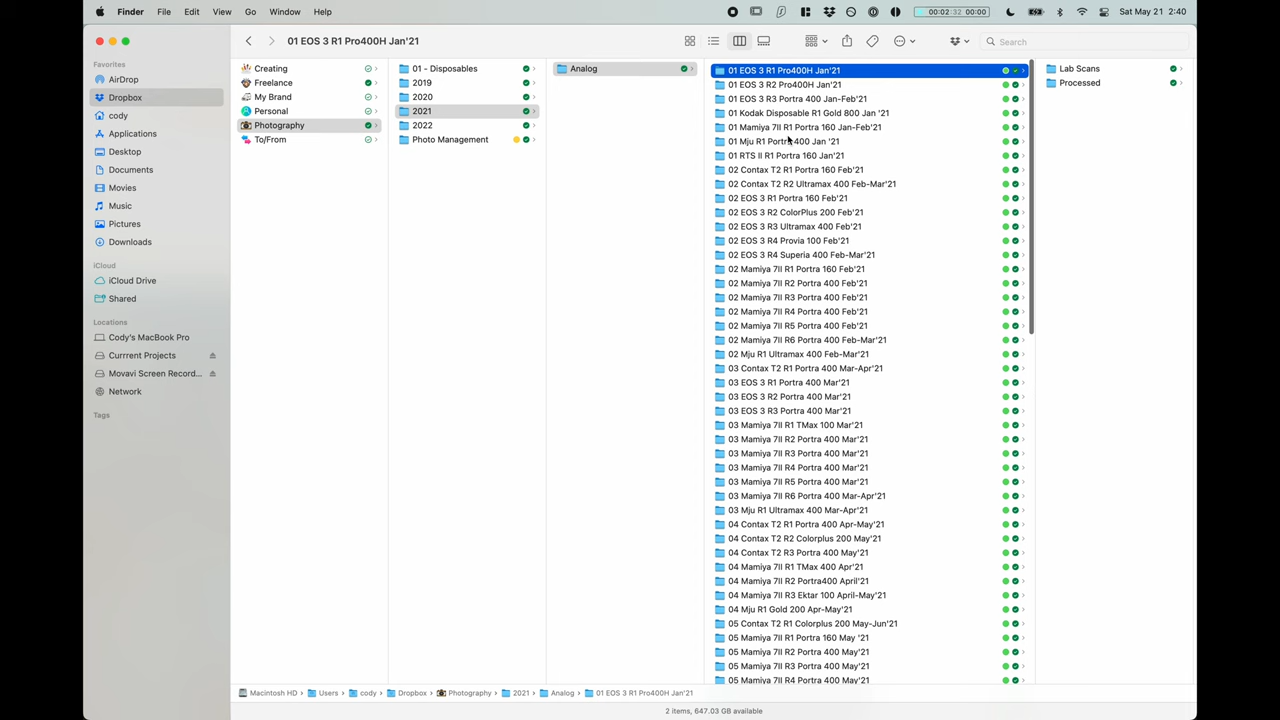 Finder File Edit View Go Window Help
00:02:32 00:00
Sat May 21 2:40
01 EOS 3 R1 Pro400H Jan'21
Search
Favorites
AirDrop
Dropbox
cody
Applications
Desktop
Documents
Movies
Music
Pictures
Downloads
iCloud
iCloud Drive
Shared
Locations
Cody's MacBook Pro
Currrent Projects
Movavi Screen Record...
Network
Tags
Creating
Freelance
My Brand
Personal
Photography
To/From
01 - Disposables
2019
2020
2021
2022
Photo Management
Analog
01 EOS 3 R1 Pro400H Jan'21
01 EOS 3 R2 Pro400H Jan'21
01 EOS 3 R3 Portra 400 Jan-Feb'21
01 Kodak Disposable R1 Gold 800 Jan '21
01 Mamiya 7II R1 Portra 160 Jan-Feb'21
01 Mju R1 Portra 400 Jan '21
01 RTS II R1 Portra 160 Jan'21
02 Contax T2 R1 Portra 160 Feb'21
02 Contax T2 R2 Ultramax 400 Feb-Mar'21
02 EOS 3 R1 Portra 160 Feb'21
02 EOS 3 R2 ColorPlus 200 Feb'21
02 EOS 3 R3 Ultramax 400 Feb'21
02 EOS 3 R4 Provia 100 Feb'21
02 EOS 3 R4 Superia 400 Feb-Mar'21
02 Mamiya 7II R1 Portra 160 Feb'21
02 Mamiya 7II R2 Portra 400 Feb'21
02 Mamiya 7II R3 Portra 400 Feb'21
02 Mamiya 7II R4 Portra 400 Feb'21
02 Mamiya 7II R5 Portra 400 Feb'21
02 Mamiya 7II R6 Portra 400 Feb-Mar'21
02 Mju R1 Ultramax 400 Feb-Mar'21
03 Contax T2 R1 Portra 400 Mar-Apr'21
03 EOS 3 R1 Portra 400 Mar'21
03 EOS 3 R2 Portra 400 Mar'21
03 EOS 3 R3 Portra 400 Mar'21
03 Mamiya 7II R1 TMax 100 Mar'21
03 Mamiya 7II R2 Portra 400 Mar'21
03 Mamiya 7II R3 Portra 400 Mar'21
03 Mamiya 7II R4 Portra 400 Mar'21
03 Mamiya 7II R5 Portra 400 Mar'21
03 Mamiya 7II R6 Portra 400 Mar-Apr'21
03 Mju R1 Ultramax 400 Mar-Apr'21
04 Contax T2 R1 Portra 400 Apr-May'21
04 Contax T2 R2 Colorplus 200 May'21
04 Contax T2 R3 Portra 400 May'21
04 Mamiya 7II R1 TMax 400 Apr'21
04 Mamiya 7II R2 Portra400 April'21
04 Mamiya 7II R3 Ektar 100 April-May'21
04 Mju R1 Gold 200 Apr-May'21
05 Contax T2 R1 Colorplus 200 May-Jun'21
05 Mamiya 7II R1 Portra 160 May '21
05 Mamiya 7II R2 Portra 400 May'21
05 Mamiya 7II R3 Portra 400 May'21
05 Mamiya 7II R4 Portra 400 May'21
Lab Scans
Processed
Macintosh HD › Users › cody › Dropbox › Photography › 2021 › Analog › 01 EOS 3 R1 Pro400H Jan'21
2 items, 647.03 GB available